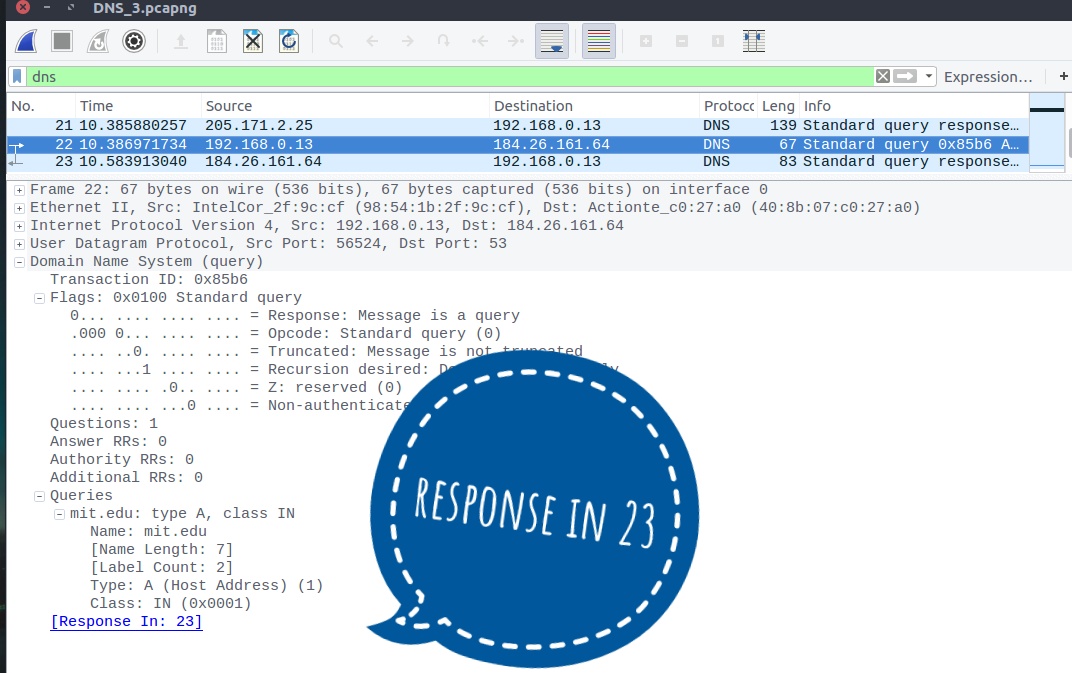 DNS_3.pcapng
dns
Expression…
+
No. Time Source Destination Protoc Leng Info
21 10.385880257 205.171.2.25 192.168.0.13 DNS 139 Standard query response…
22 10.386971734 192.168.0.13 184.26.161.64 DNS 67 Standard query 0x85b6 A…
23 10.583913040 184.26.161.64 192.168.0.13 DNS 83 Standard query response…
Frame 22: 67 bytes on wire (536 bits), 67 bytes captured (536 bits) on interface 0
Ethernet II, Src: IntelCor_2f:9c:cf (98:54:1b:2f:9c:cf), Dst: Actionte_c0:27:a0 (40:8b:07:c0:27:a0)
Internet Protocol Version 4, Src: 192.168.0.13, Dst: 184.26.161.64
User Datagram Protocol, Src Port: 56524, Dst Port: 53
Domain Name System (query)
Transaction ID: 0x85b6
Flags: 0x0100 Standard query
0... .... .... .... = Response: Message is a query
.000 0... .... .... = Opcode: Standard query (0)
.... ..0. .... .... = Truncated: Message is not truncated
.... ...1 .... .... = Recursion desired:
.... .... .0.. .... = Z: reserved (0)
.... .... ...0 .... = Non-authenticate
Questions: 1
Answer RRs: 0
Authority RRs: 0
Additional RRs: 0
Queries
mit.edu: type A, class IN
Name: mit.edu
[Name Length: 7]
[Label Count: 2]
Type: A (Host Address) (1)
Class: IN (0x0001)
[Response In: 23]
RESPONSE IN 23